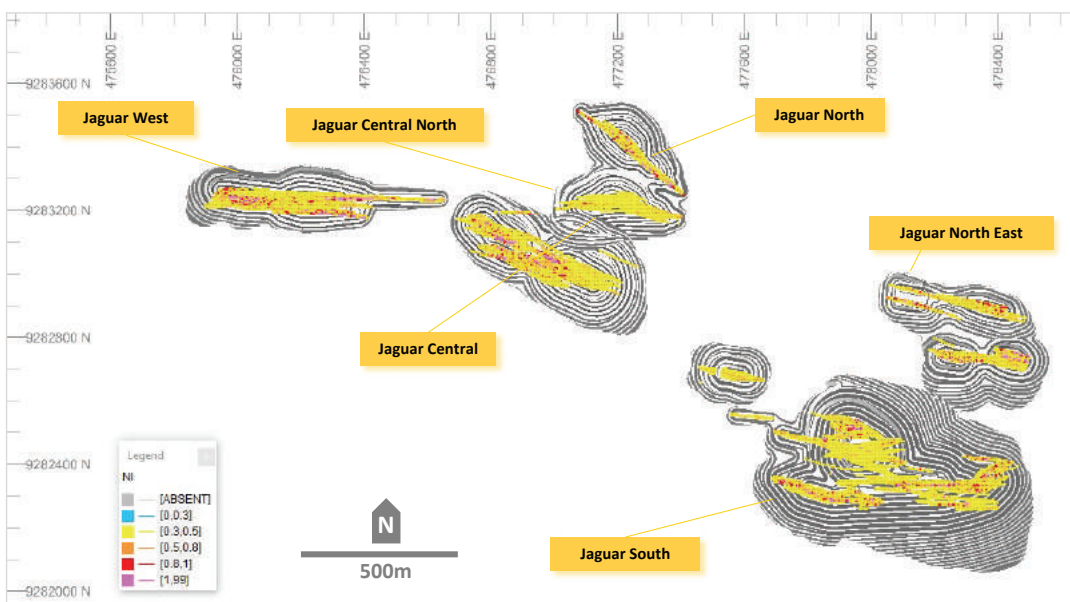 475600 E
476000 E
476400 E
476800 E
477200 E
477600 E
478000 E
478400 E
9283600 N
Jaguar West
Jaguar Central North
Jaguar North
9283200 N
Jaguar North East
9282800 N
Jaguar Central
Legend
NI
[ABSENT]
[0,0.3]
[0.3,0.5]
[0.5,0.8]
[0.8,1]
[1,99]
9282400 N
N
500m
Jaguar South
9282000 N